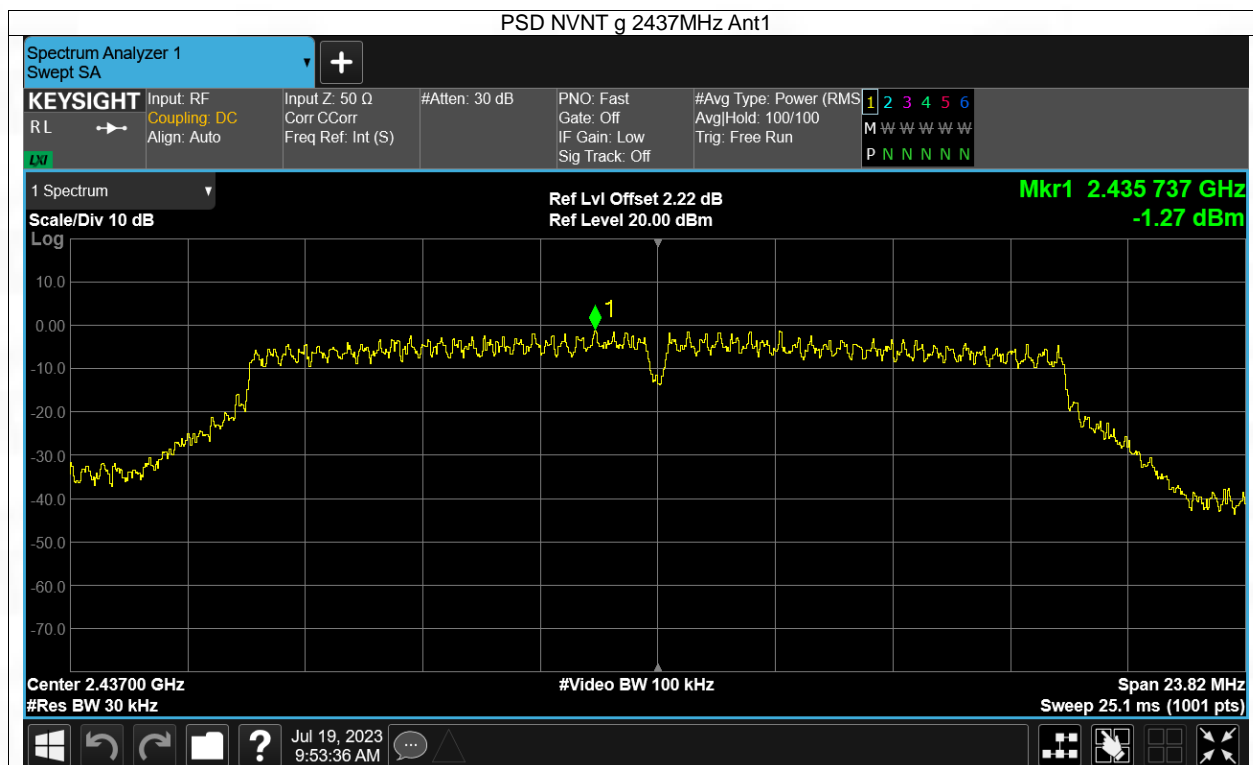 PSD NVNT g 2437MHz Ant1
Spectrum Analyzer 1
Swept SA
+
KEYSIGHT
RL
LXI
Input: RF
Coupling: DC
Align: Auto
Input Z: 50 Ω
Corr CCorr
Freq Ref: Int (S)
#Atten: 30 dB
PNO: Fast
Gate: Off
IF Gain: Low
Sig Track: Off
#Avg Type: Power (RMS
Avg|Hold: 100/100
Trig: Free Run
1 2 3 4 5 6
M W W W W W
P N N N N N
1 Spectrum
Scale/Div 10 dB
Ref Lvl Offset 2.22 dB
Ref Level 20.00 dBm
Mkr1 2.435 737 GHz
-1.27 dBm
Log
10.0
0.00
-10.0
-20.0
-30.0
-40.0
-50.0
-60.0
-70.0
1
Center 2.43700 GHz
#Res BW 30 kHz
#Video BW 100 kHz
Span 23.82 MHz
Sweep 25.1 ms (1001 pts)
?
Jul 19, 2023
9:53:36 AM